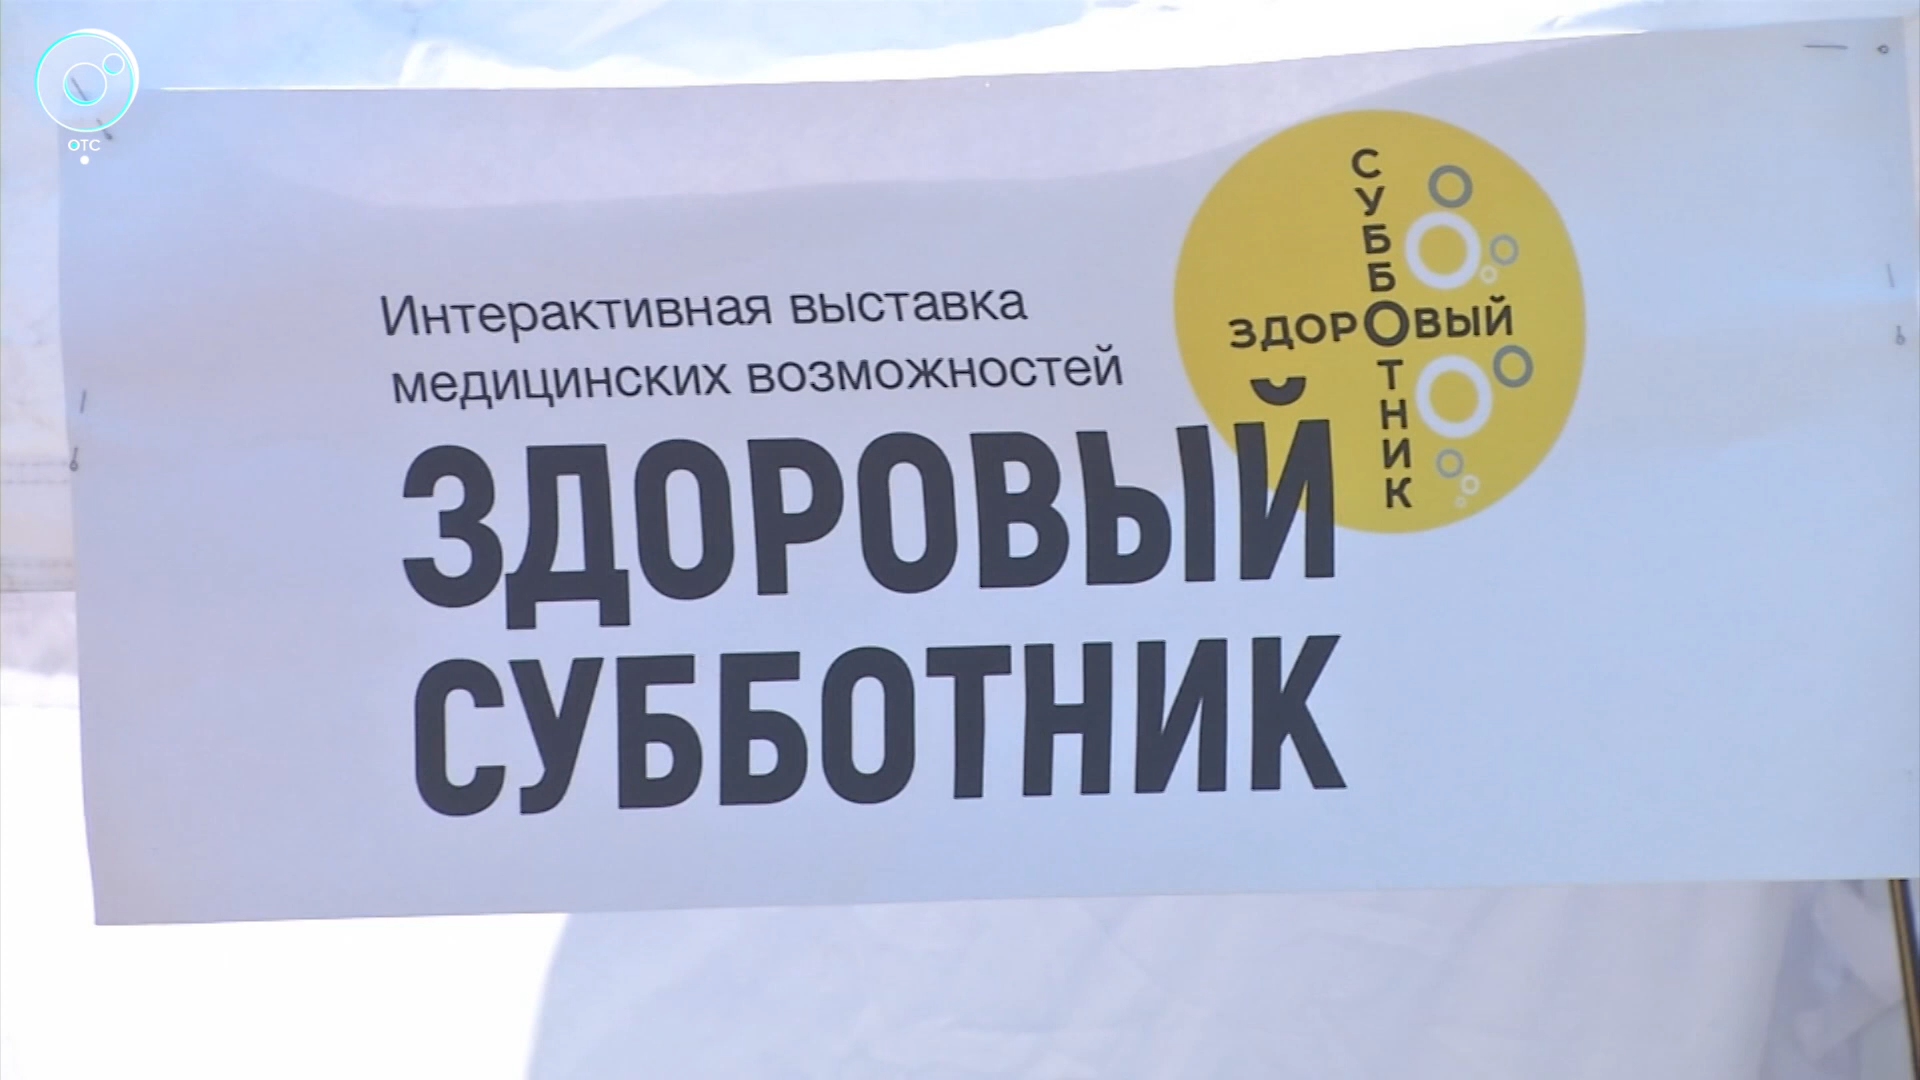 ОТС
Интерактивная выставка
медицинских возможностей
ЗДОРОВЫЙ
СУББОТНИК
СУББОТНИК
ЗДОРОВЫЙ